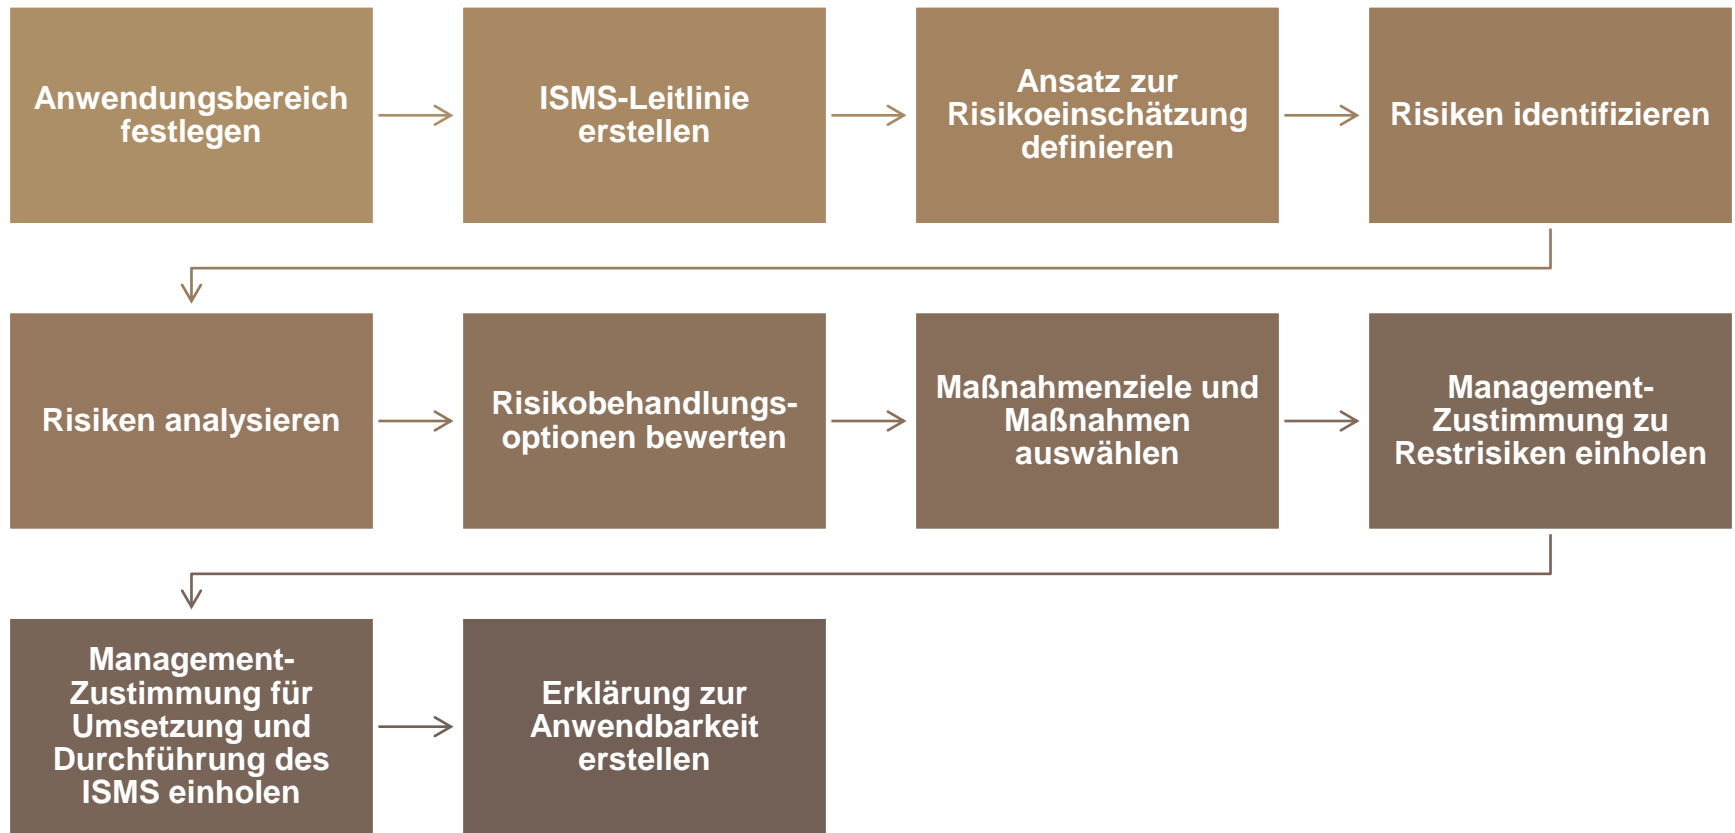 Anwendungsbereich
festlegen
ISMS-Leitlinie
erstellen
Ansatz zur
Risikoeinschätzung
definieren
Risiken identifizieren
Risiken analysieren
Risikobehandlungs-
optionen bewerten
Maßnahmenziele und
Maßnahmen
auswählen
Management-
Zustimmung zu
Restrisiken einholen
Management-
Zustimmung für
Umsetzung und
Durchführung des
ISMS einholen
Erklärung zur
Anwendbarkeit
erstellen